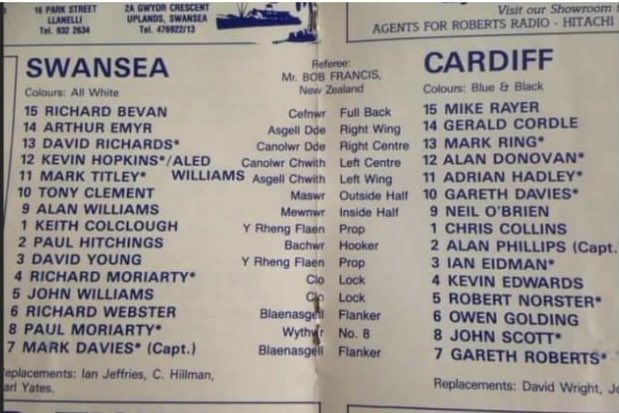 16 PARK STREET
LLANELLI
Tel. 932 2634
2A GWYDR CRESCENT
UPLANDS, SWANSEA
Tel. 476922/13
Visit our Showroom
AGENTS FOR ROBERTS RADIO - HITACHI
SWANSEA
Colours: All White
Referee:
Mr. BOB FRANCIS,
New Zealand
CARDIFF
Colours: Blue & Black
15 RICHARD BEVAN Cefnwr Full Back 15 MIKE RAYER
14 ARTHUR EMYR Asgell Dde Right Wing 14 GERALD CORDLE
13 DAVID RICHARDS* Canolwr Dde Right Centre 13 MARK RING*
12 KEVIN HOPKINS*/ALED WILLIAMS Canolwr Chwith Left Centre 12 ALAN DONOVAN*
11 MARK TITLEY* Asgell Chwith Left Wing 11 ADRIAN HADLEY*
10 TONY CLEMENT Maswr Outside Half 10 GARETH DAVIES*
9 ALAN WILLIAMS Mewnwr Inside Half 9 NEIL O'BRIEN
1 KEITH COLCLOUGH Y Rheng Flaen Prop 1 CHRIS COLLINS
2 PAUL HITCHINGS Bachwr Hooker 2 ALAN PHILLIPS (Capt.
3 DAVID YOUNG Y Rheng Flaen Prop 3 IAN EIDMAN*
4 RICHARD MORIARTY* Clo Lock 4 KEVIN EDWARDS
5 JOHN WILLIAMS Clo Lock 5 ROBERT NORSTER*
6 RICHARD WEBSTER Blaenasgell Flanker 6 OWEN GOLDING
8 PAUL MORIARTY* Wythwr No. 8 8 JOHN SCOTT*
7 MARK DAVIES* (Capt.) Blaenasgell Flanker 7 GARETH ROBERTS*
eplacements: Ian Jeffries, C. Hillman,
arl Yates.
Replacements: David Wright, Jo